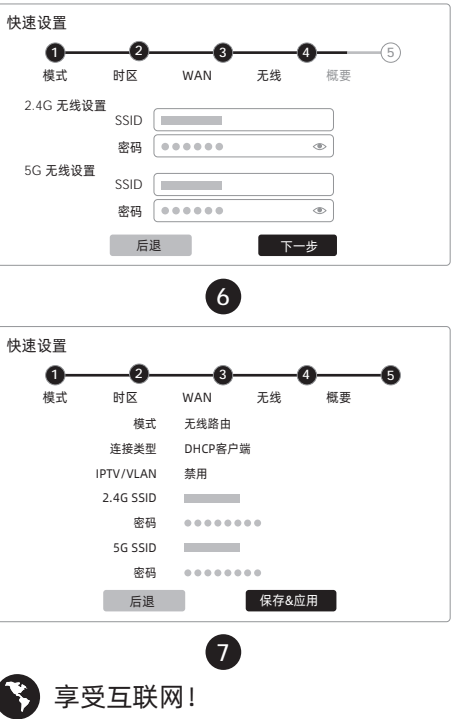 快速设置
1 2 3 4 5
模式 时区 WAN 无线 概要
2.4G 无线设置
SSID
密码
5G 无线设置
SSID
密码
后退 下一步
6
快速设置
1 2 3 4 5
模式 时区 WAN 无线 概要
模式 无线路由
连接类型 DHCP客户端
IPTV/VLAN 禁用
2.4G SSID
密码
5G SSID
密码
后退 保存&应用
7
享受互联网!